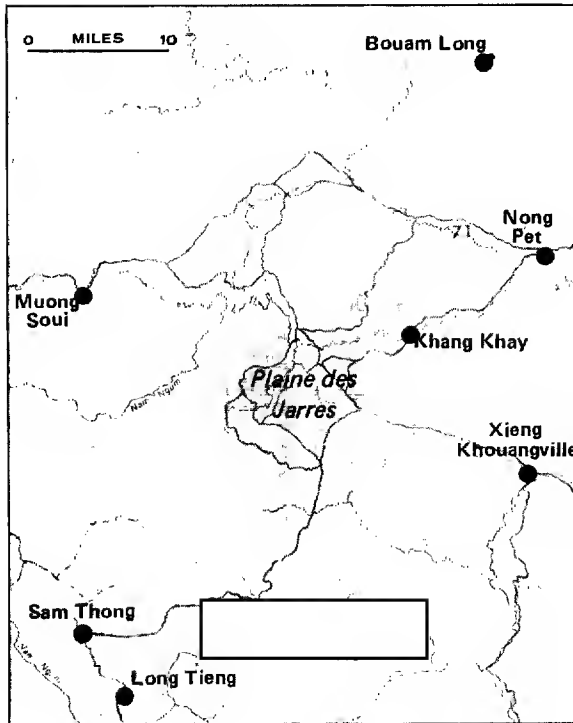 0 MILES 10
Bouam Long
Nong
Pet
71
Muong
Soui
Khang Khay
Plaine des
Jarres
Xieng
Khouangville
Sam Thong
Long Tieng